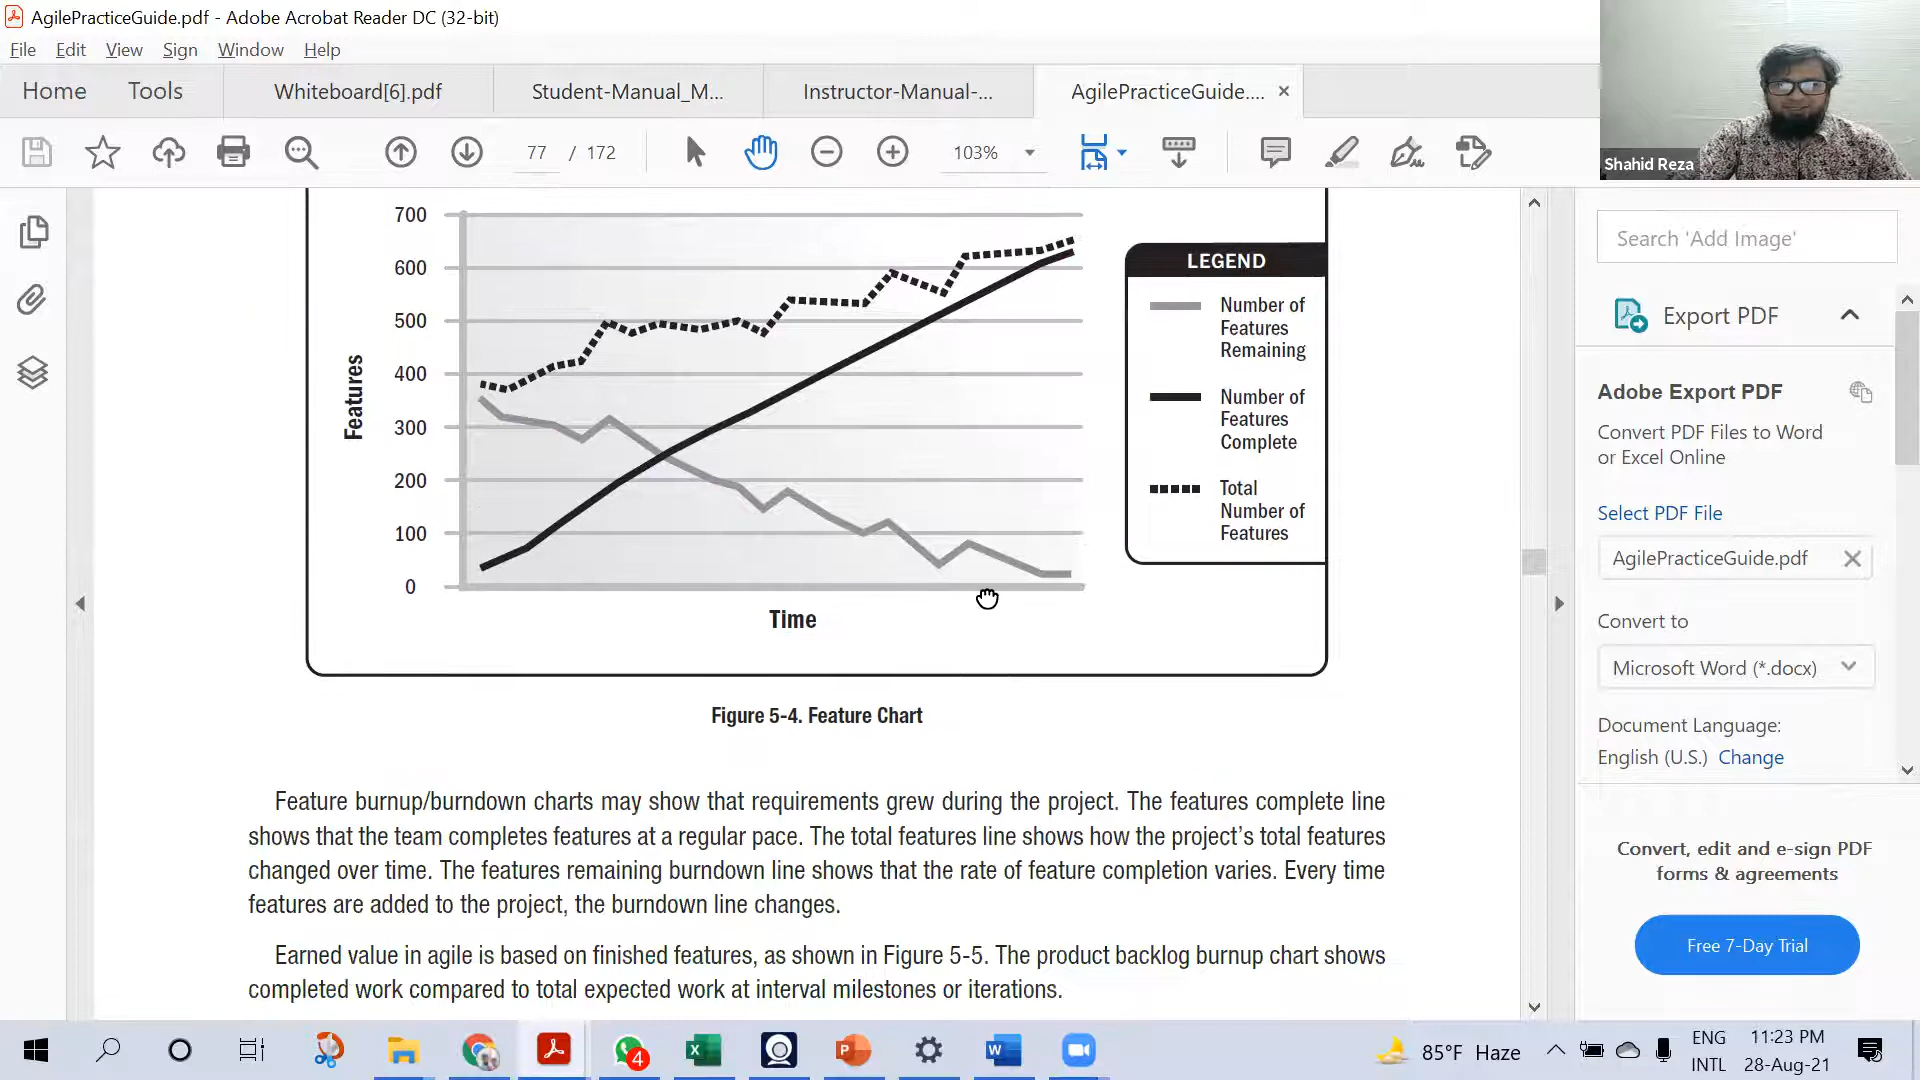 AgilePracticeGuide.pdf - Adobe Acrobat Reader DC (32-bit)
File Edit View Sign Window Help
Home Tools Whiteboard[6].pdf Student-Manual_M... Instructor-Manual-... AgilePracticeGuide....
77 / 172 103%
Shahid Reza
700
600
500
400
300
200
100
0
Features
Time
LEGEND
Number of
Features
Remaining
Number of
Features
Complete
Total
Number of
Features
Figure 5-4. Feature Chart
Feature burnup/burndown charts may show that requirements grew during the project. The features complete line
shows that the team completes features at a regular pace. The total features line shows how the project's total features
changed over time. The features remaining burndown line shows that the rate of feature completion varies. Every time
features are added to the project, the burndown line changes.
Earned value in agile is based on finished features, as shown in Figure 5-5. The product backlog burnup chart shows
completed work compared to total expected work at interval milestones or iterations.
Search 'Add Image'
Export PDF
Adobe Export PDF
Convert PDF Files to Word
or Excel Online
Select PDF File
AgilePracticeGuide.pdf
Convert to
Microsoft Word (*.docx)
Document Language:
English (U.S.) Change
Convert, edit and e-sign PDF
forms & agreements
Free 7-Day Trial
4
85°F Haze
ENG
INTL
11:23 PM
28-Aug-21